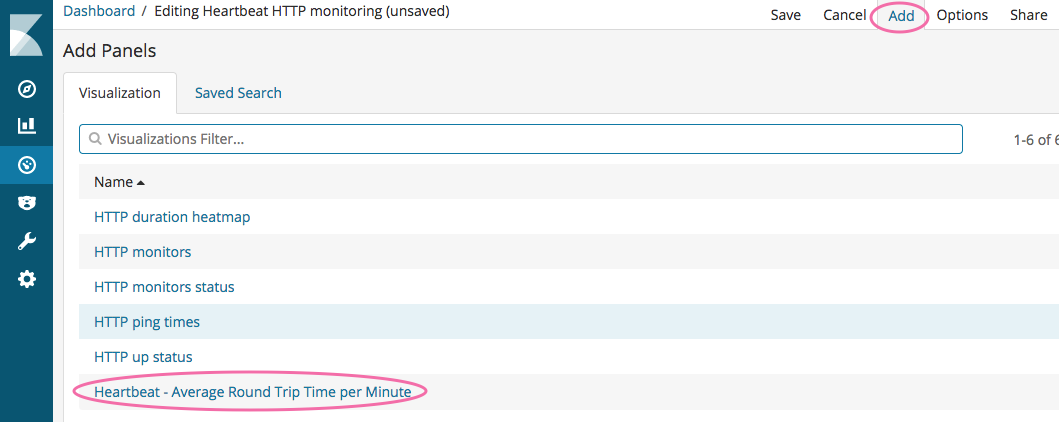 Dashboard / Editing Heartbeat HTTP monitoring (unsaved) Save Cancel Add Options Share
Add Panels
Visualization Saved Search
Visualizations Filter... 1-6 of 6
Name
HTTP duration heatmap
HTTP monitors
HTTP monitors status
HTTP ping times
HTTP up status
Heartbeat - Average Round Trip Time per Minute